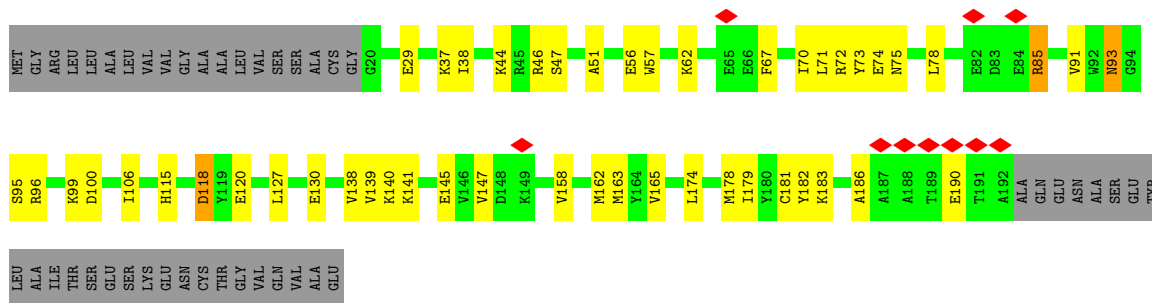 MET GLY ARG LEU LEU ALA LEU VAL VAL GLY ALA ALA LEU VAL SER SER ALA CYS GLY G20 E29 K37 I38 K44 R45 R46 S47 A51 E56 W57 K62 E65 E66 F67 I70 L71 R72 Y73 E74 N75 L78 E82 D83 E84 R85 V91 W92 N93 G94
S95 R96 K99 D100 I106 H115 D118 Y119 E120 L127 E130 V138 V139 K140 K141 E145 V146 V147 D148 K149 V158 M162 M163 Y164 V165 L174 M178 I179 Y180 C181 Y182 K183 A186 A187 A188 T189 E190 T191 A192 ALA GLN GLU ASN ALA SER GLU TYR
LEU ALA ILE THR SER GLU SER LYS GLU ASN CYS THR GLY VAL GLN VAL ALA GLU